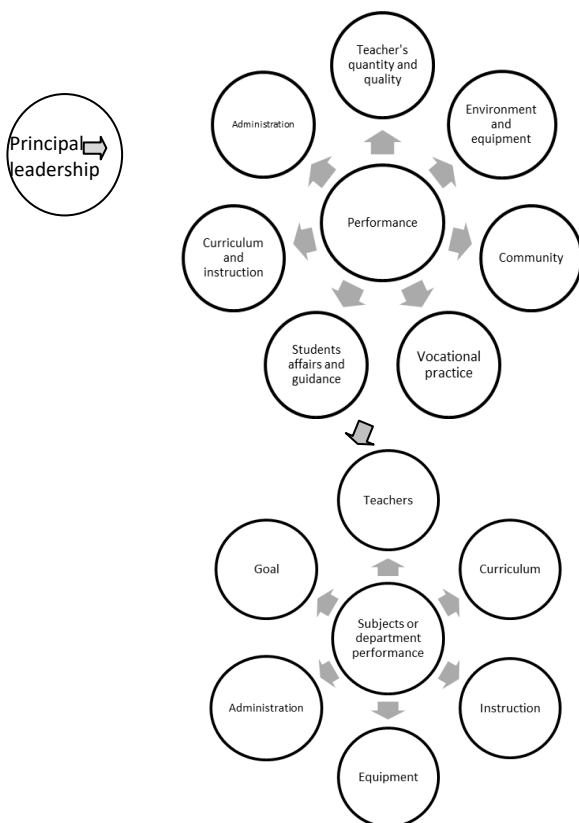 Teacher's
quantity and
quality
Administration
Environment
and
equipment
Principal
leadership
Performance
Curriculum
and
instruction
Community
Students
affairs and
guidance
Vocational
practice
Teachers
Goal
Curriculum
Subjects or
department
performance
Administration
Instruction
Equipment